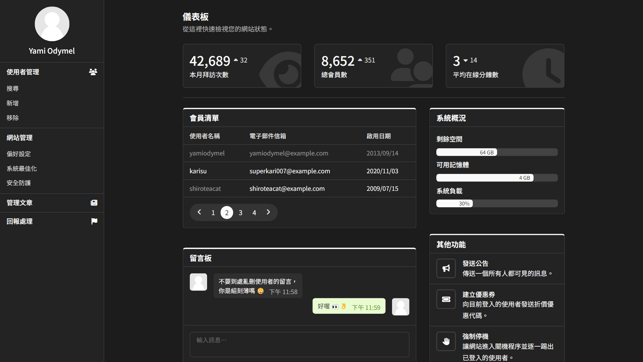 Yami Odymel
使用者管理
搜尋
新增
移除
網站管理
偏好設定
系統最佳化
安全防護
管理文章
回報處理
儀表板
從這裡快速檢視您的網站狀態。
42,689 32
本月拜訪次數
8,652 351
總會員數
3 14
平均在線分鐘數
會員清單
使用者名稱 電子郵件信箱 啟用日期
yamiodymel yamiodymel@example.com 2013/09/14
karisu superkari007@example.com 2020/11/03
shiroteacat shiroteacat@example.com 2009/07/15
1 2 3 4
留言板
不要到處亂刪使用者的留言,
你是組別薄嗎 😀 下午 11:58
好喔 👀 👌 下午 11:59
輸入訊息…
系統概況
剩餘空間
64 GB
可用記憶體
4 GB
系統負載
30%
其他功能
發送公告
傳送一個所有人都可見的訊息。
建立優惠券
向目前登入的使用者發送折價優
惠代碼。
強制停機
讓網站進入關機程序並逐一踢出
已登入的使用者。